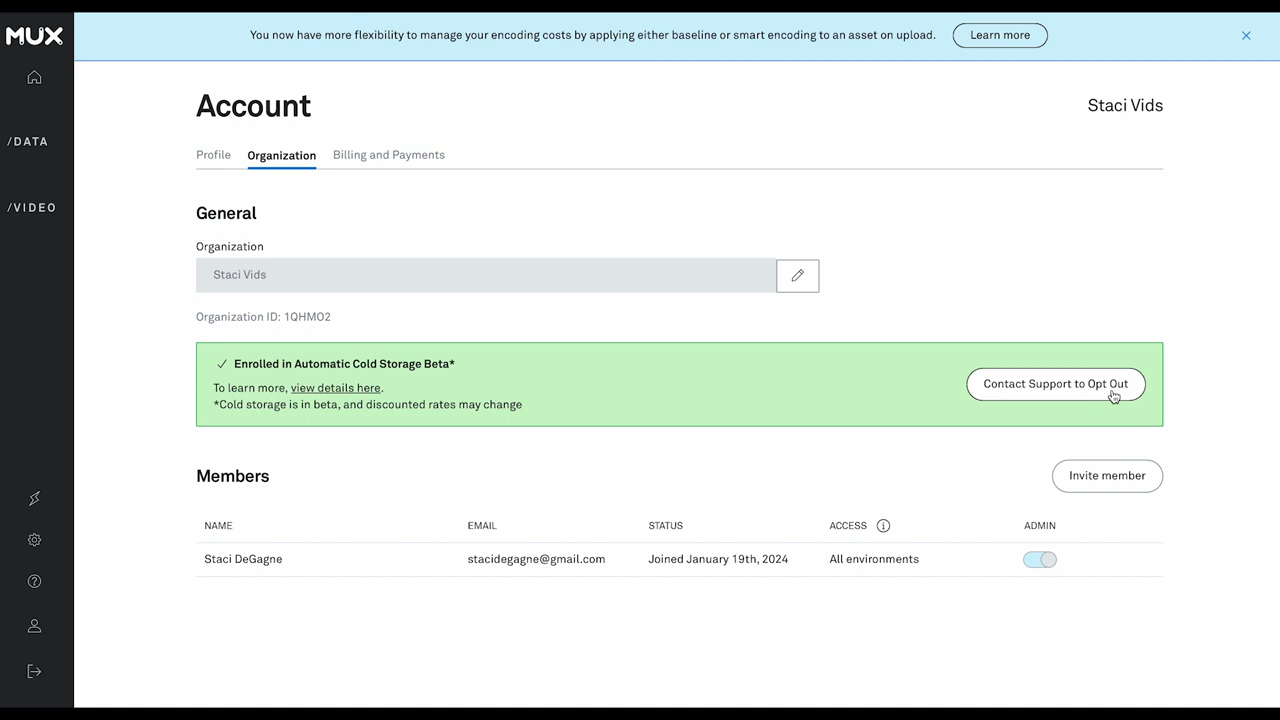 MUX
You now have more flexibility to manage your encoding costs by applying either baseline or smart encoding to an asset on upload.
Learn more
Account
Staci Vids
/DATA
Profile
Organization
Billing and Payments
/VIDEO
General
Organization
Staci Vids
Organization ID: 1QHMO2
Enrolled in Automatic Cold Storage Beta*
To learn more, view details here.
*Cold storage is in beta, and discounted rates may change
Contact Support to Opt Out
Members
Invite member
NAME EMAIL STATUS ACCESS ADMIN
Staci DeGagne stacidegagne@gmail.com Joined January 19th, 2024 All environments